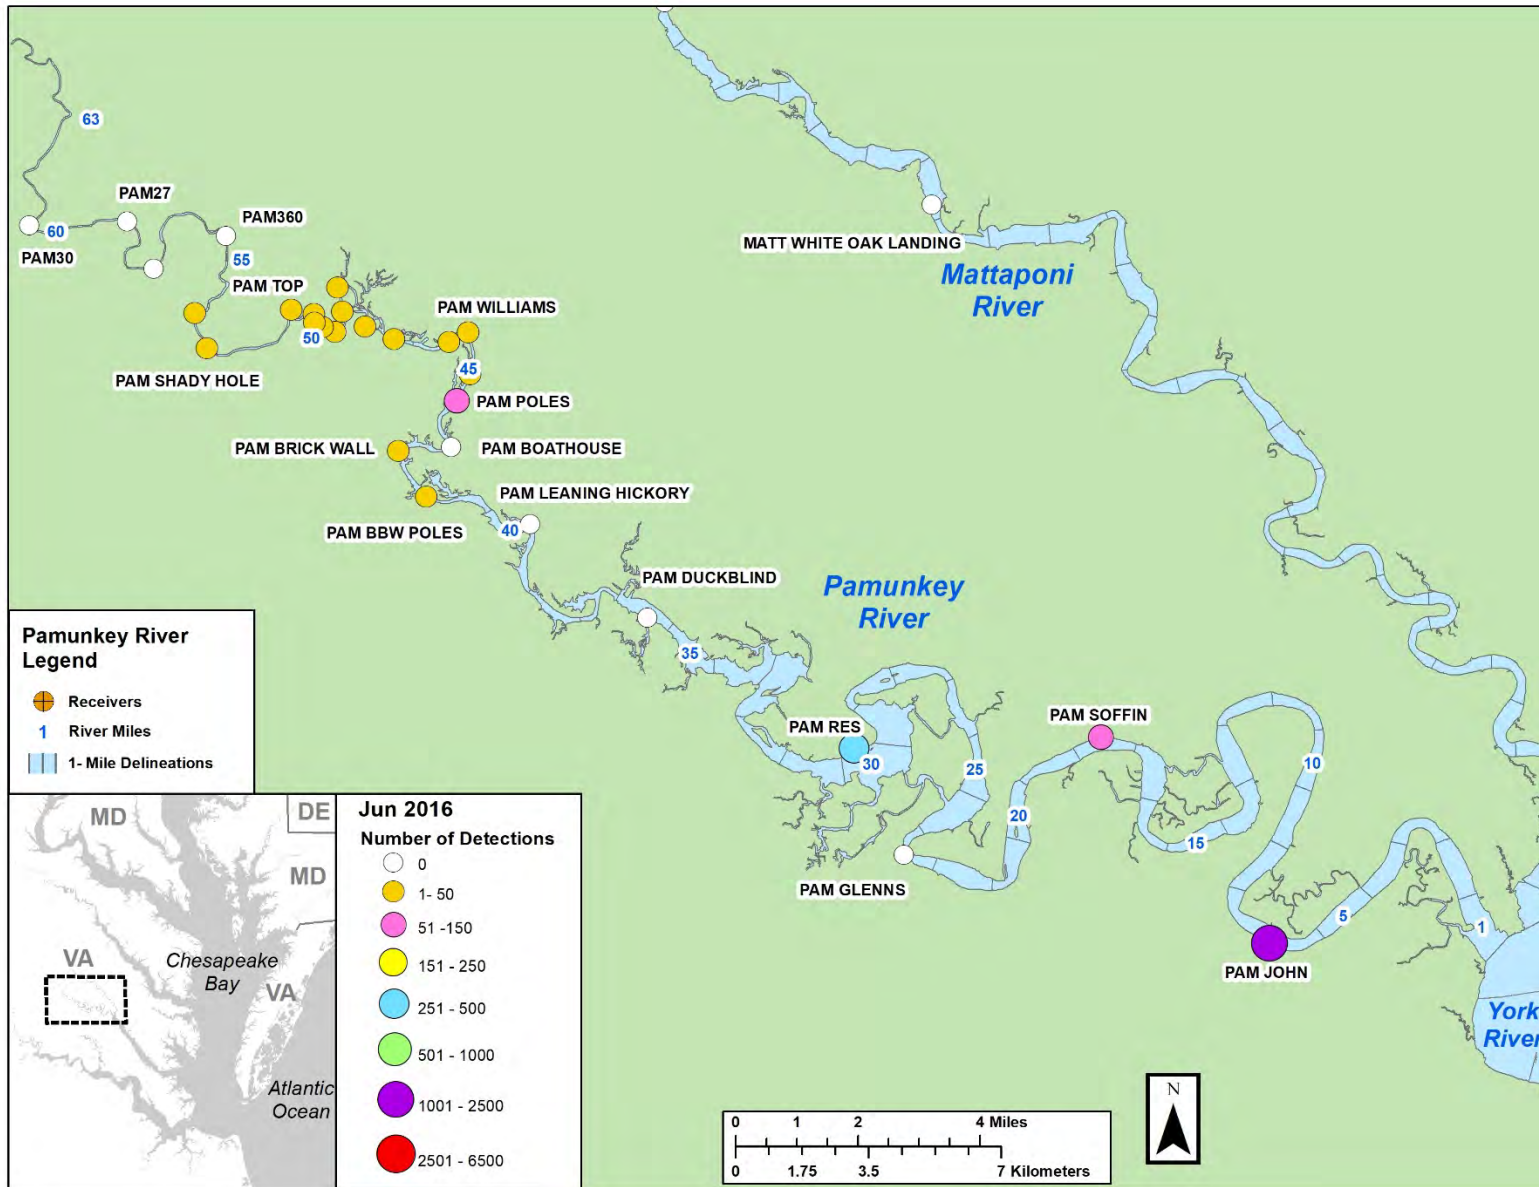 63
PAM27
PAM360
60
PAM30
55
PAM TOP
MATT WHITE OAK LANDING
Mattaponi
River
PAM WILLIAMS
50
45
PAM SHADY HOLE
PAM POLES
PAM BRICK WALL
PAM BOATHOUSE
PAM LEANING HICKORY
PAM BBW POLES
40
PAM DUCKBLIND
Pamunkey
River
35
PAM RES
PAM SOFFIN
30
25
10
20
15
PAM GLENNS
5
1
PAM JOHN
York
River
Pamunkey River
Legend
Receivers
1 River Miles
1- Mile Delineations
MD
DE
MD
VA
Chesapeake
Bay
VA
Atlantic
Ocean
Jun 2016
Number of Detections
0
1- 50
51 -150
151 - 250
251 - 500
501 - 1000
1001 - 2500
2501 - 6500
N
0 1 2 4 Miles
0 1.75 3.5 7 Kilometers